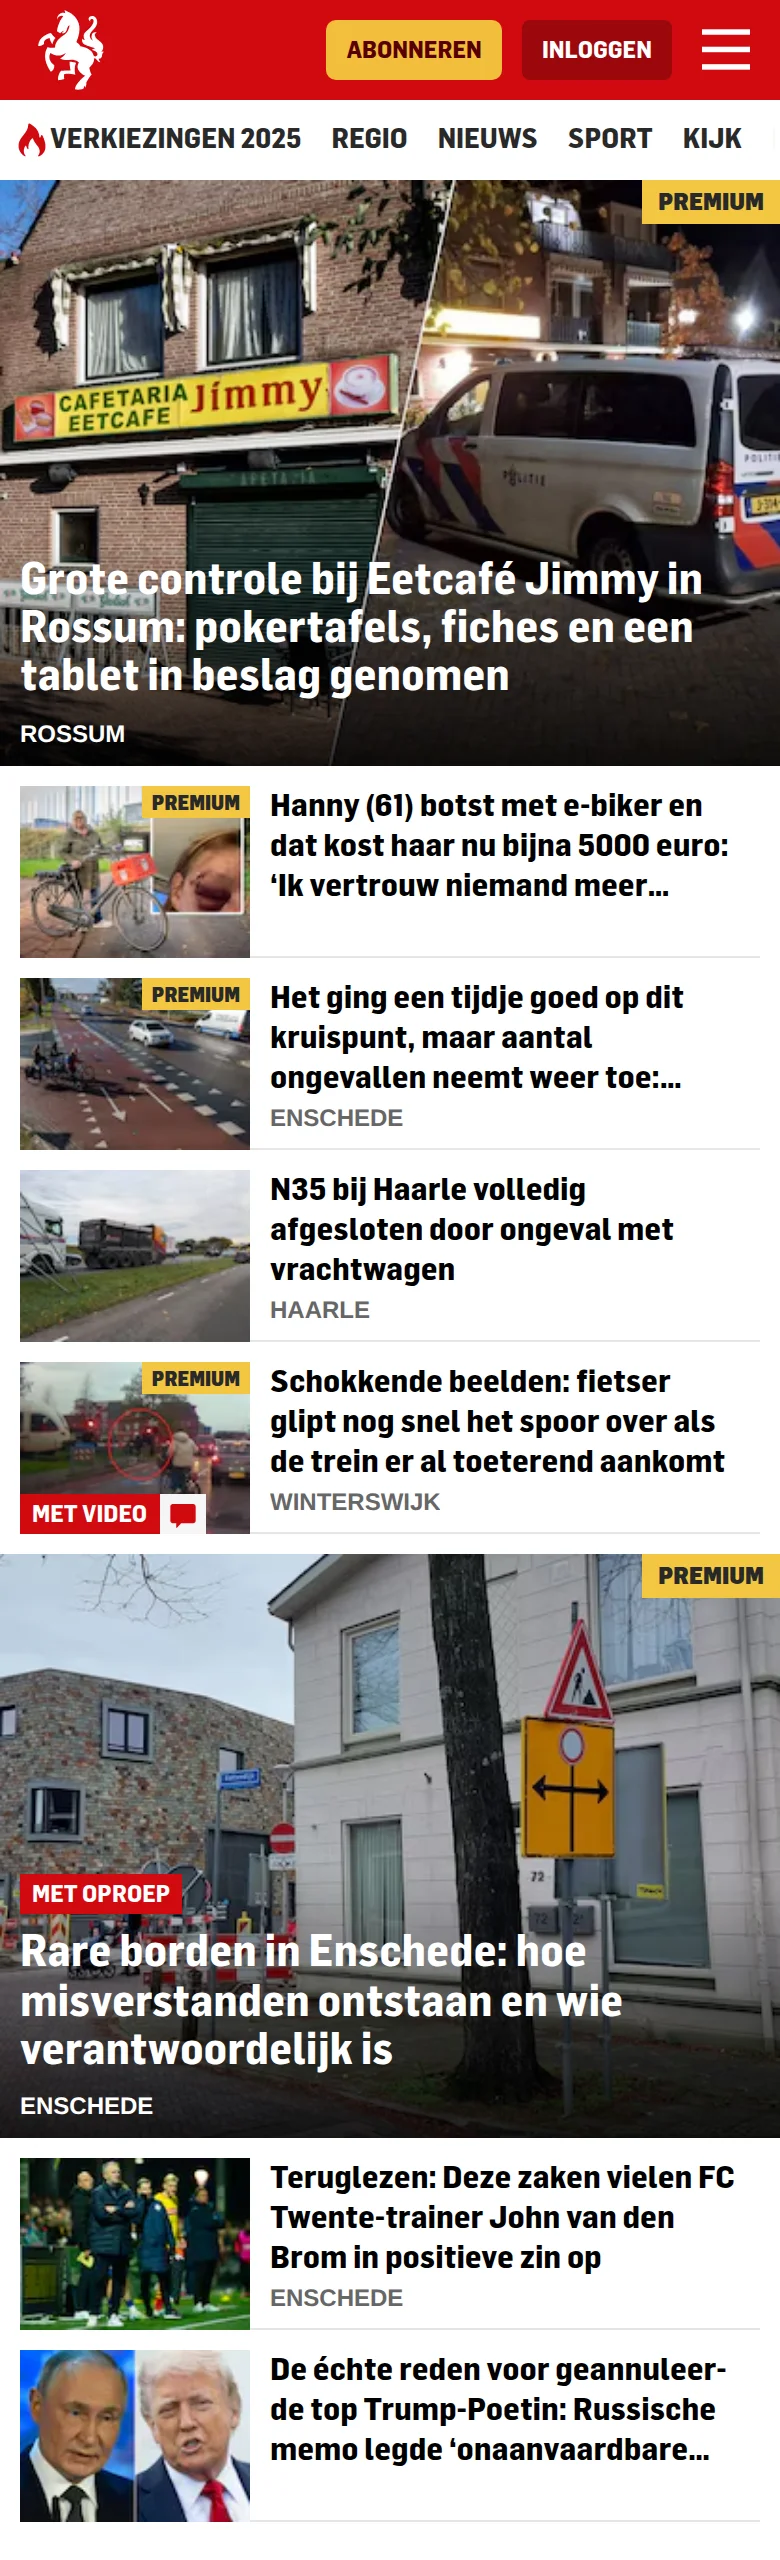 ABONNEREN
INLOGGEN
VERKIEZINGEN 2025
REGIO
NIEUWS
SPORT
KIJK
PREMIUM
CAFETARIA
EETCAFE
Jimmy
POLITIE
POLITI
Grote controle bij Eetcafé Jimmy in
Rossum: pokertafels, fiches en een
tablet in beslag genomen
ROSSUM
PREMIUM
Hanny (61) botst met e-biker en
dat kost haar nu bijna 5000 euro:
‘Ik vertrouw niemand meer...
PREMIUM
Het ging een tijdje goed op dit
kruispunt, maar aantal
ongevallen neemt weer toe:...
ENSCHEDE
N35 bij Haarle volledig
afgesloten door ongeval met
vrachtwagen
HAARLE
PREMIUM
MET VIDEO
Schokkende beelden: fietser
glipt nog snel het spoor over als
de trein er al toeterend aankomt
WINTERSWIJK
PREMIUM
72
MET OPROEP
Rare borden in Enschede: hoe
misverstanden ontstaan en wie
verantwoordelijk is
ENSCHEDE
Teruglezen: Deze zaken vielen FC
Twente-trainer John van den
Brom in positieve zin op
ENSCHEDE
De échte reden voor geannuleer-
de top Trump-Poetin: Russische
memo legde ‘onaanvaardbare...